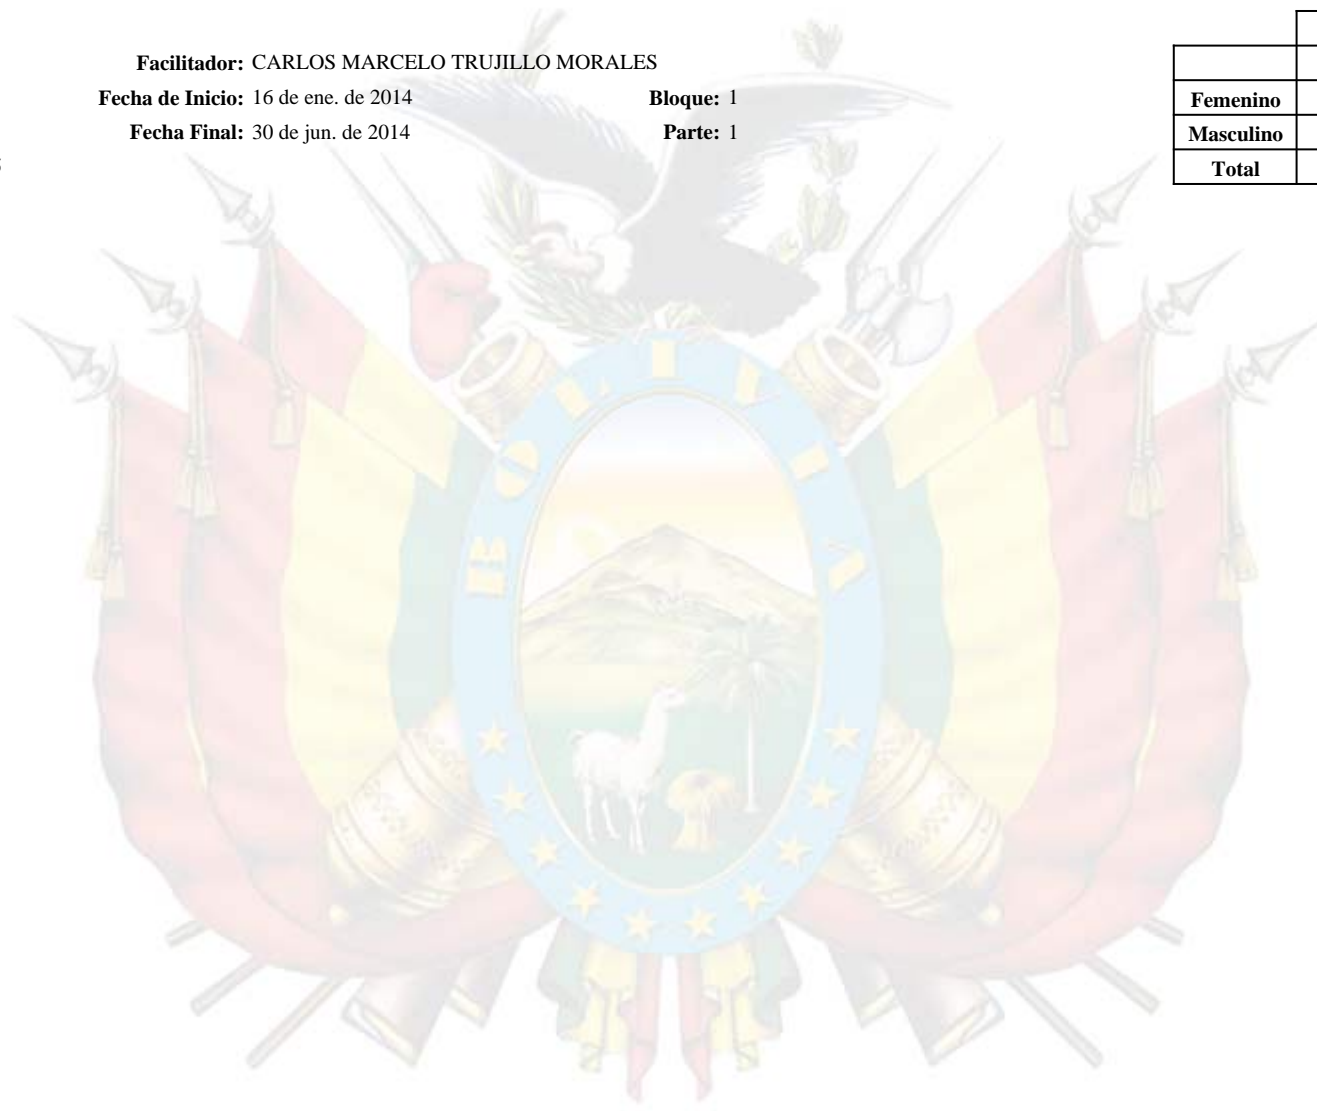 Facilitador: CARLOS MARCELO TRUJILLO MORALES
Fecha de Inicio: 16 de ene. de 2014 Bloque: 1
Fecha Final: 30 de jun. de 2014 Parte: 1
Femenino
Masculino
Total
BOLIVIA